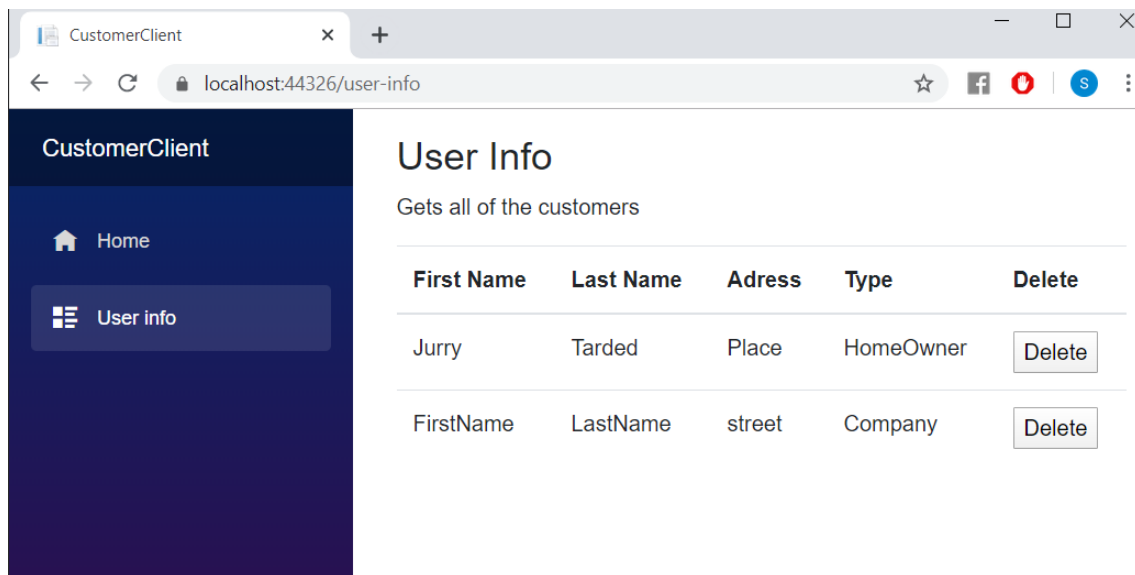 CustomerClient
localhost:44326/user-info
S
CustomerClient
Home
User info
User Info
Gets all of the customers
First Name Last Name Adress Type Delete
Jurry Tarded Place HomeOwner Delete
FirstName LastName street Company Delete